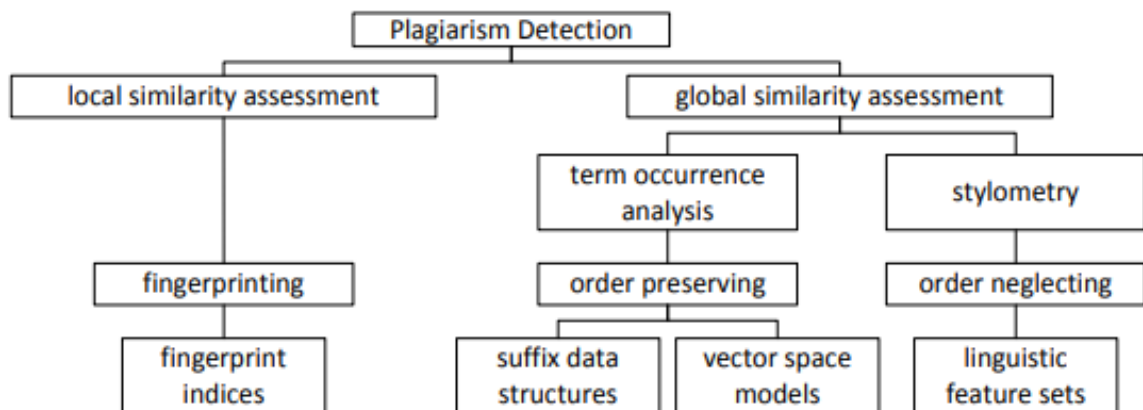 Plagiarism Detection
local similarity assessment
global similarity assessment
term occurrence
analysis
stylometry
fingerprinting
order preserving
order neglecting
fingerprint
indices
suffix data
structures
vector space
models
linguistic
feature sets